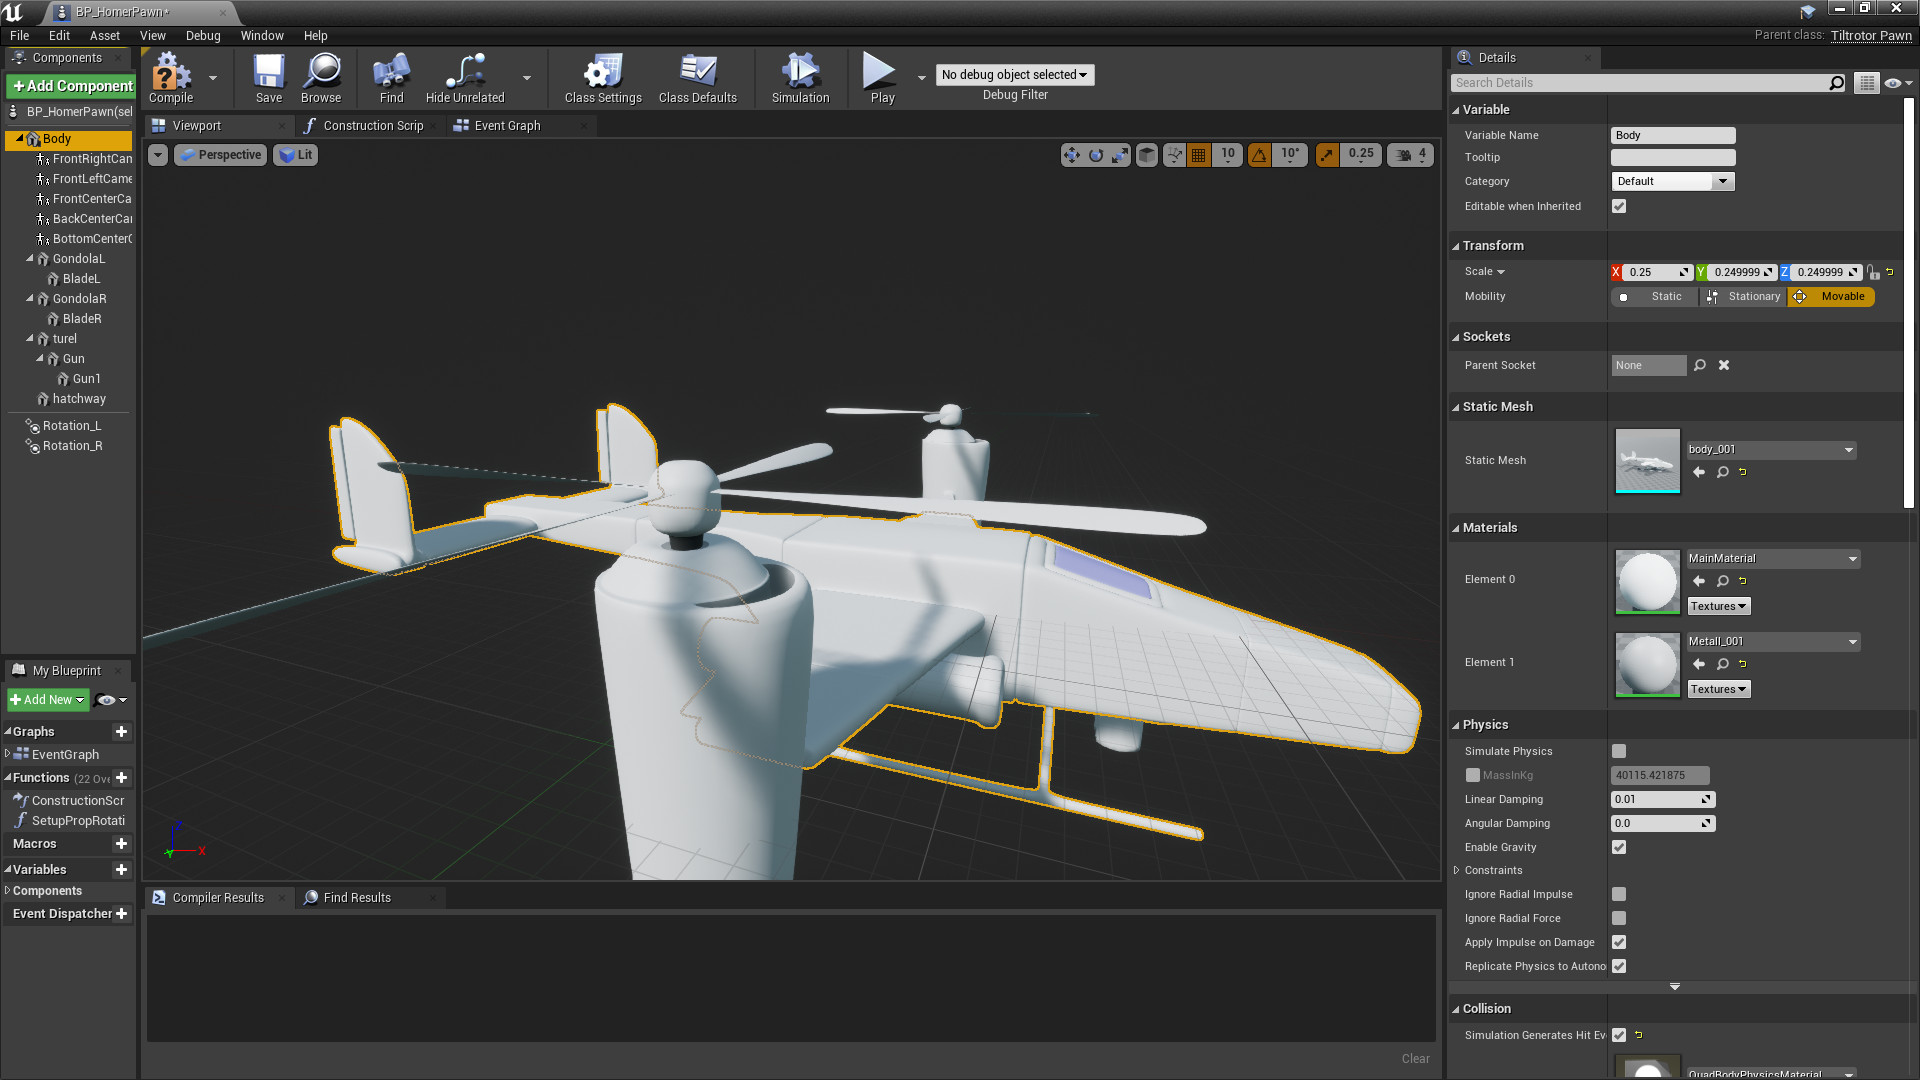 BP_HomerPawn*
File Edit Asset View Debug Window Help
Parent class: Tiltrotor Pawn
Components
+Add Component
BP_HomerPawn(sel
Body
FrontRightCam
FrontLeftCame
FrontCenterCa
BackCenterCar
BottomCenterC
GondolaL
BladeL
GondolaR
BladeR
turel
Gun
Gun1
hatchway
Rotation_L
Rotation_R
My Blueprint
+Add New
Graphs
EventGraph
Functions (22 Ove
ConstructionScr
SetupPropRotati
Macros
Variables
Components
Event Dispatcher
Compile
Save
Browse
Find
Hide Unrelated
Class Settings
Class Defaults
Simulation
Play
No debug object selected
Debug Filter
Viewport
Construction Scrip
Event Graph
Perspective
Lit
10
10°
0.25
4
X
Compiler Results
Find Results
Clear
Details
Search Details
Variable
Variable Name Body
Tooltip
Category Default
Editable when Inherited
Transform
Scale X 0.25 Y 0.249999 Z 0.249999
Mobility Static Stationary Movable
Sockets
Parent Socket None
Static Mesh
Static Mesh body_001
Materials
Element 0 MainMaterial
Textures
Element 1 Metall_001
Textures
Physics
Simulate Physics
MassInKg 40115.421875
Linear Damping 0.01
Angular Damping 0.0
Enable Gravity
Constraints
Ignore Radial Impulse
Ignore Radial Force
Apply Impulse on Damage
Replicate Physics to Autono
Collision
Simulation Generates Hit Ev
QuadBodyPhysicsMaterial